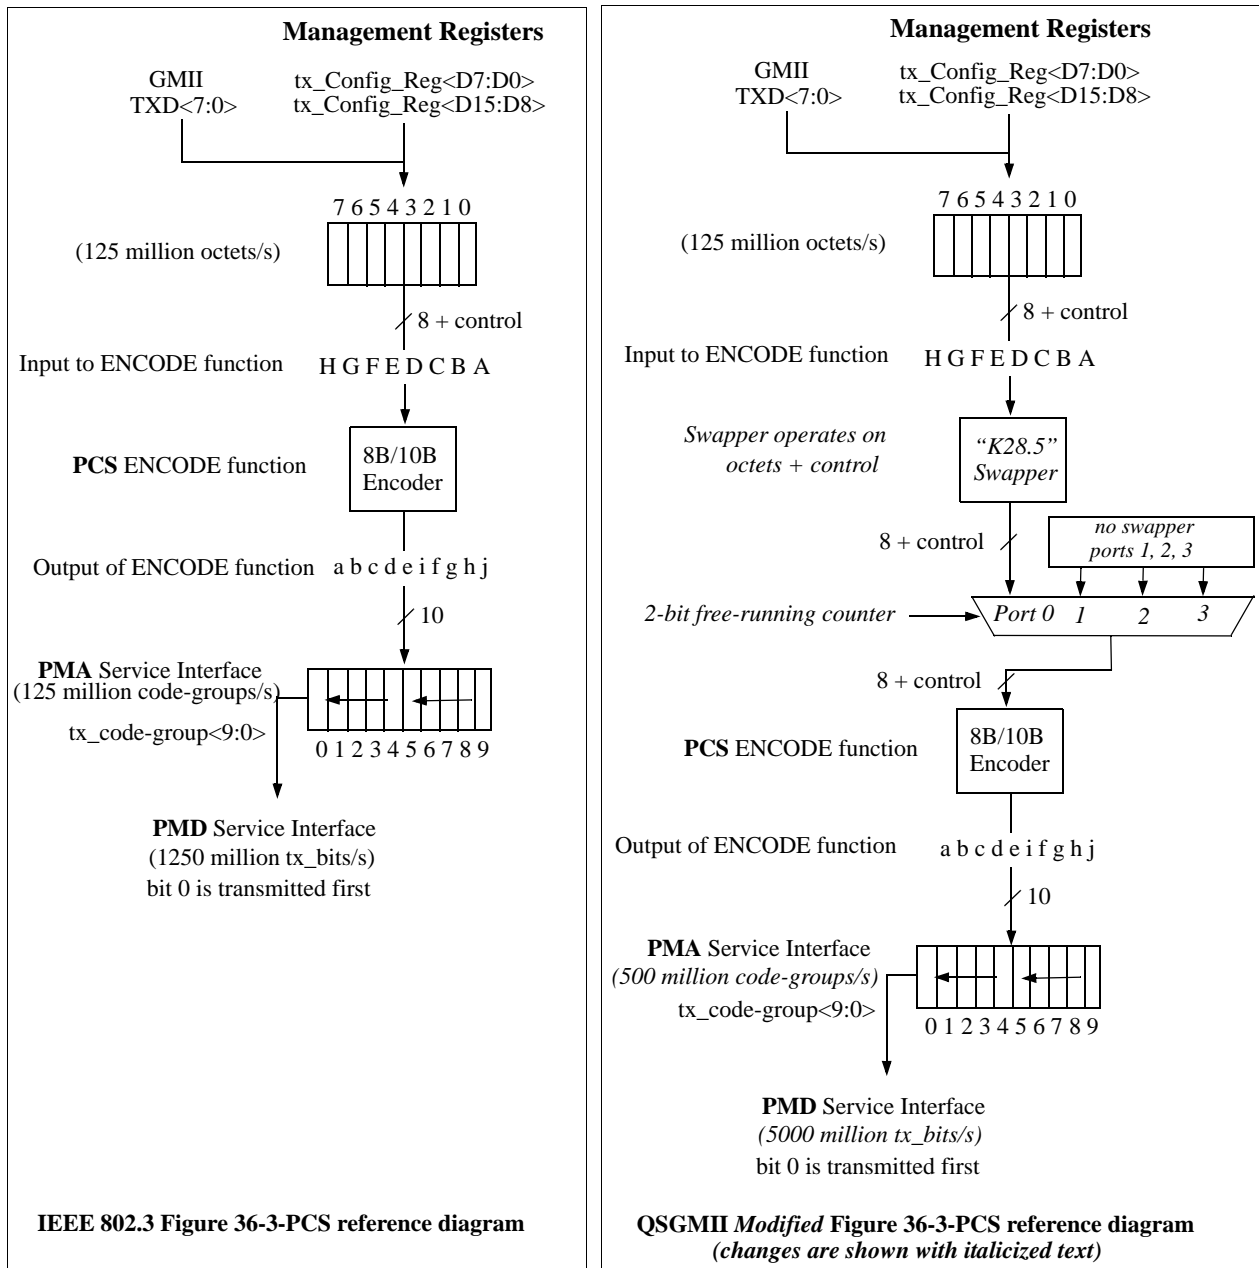 Management Registers
GMII
TXD<7:0>
tx_Config_Reg<D7:D0>
tx_Config_Reg<D15:D8>
7 6 5 4 3 2 1 0
(125 million octets/s)
8 + control
Input to ENCODE function
H G F E D C B A
PCS ENCODE function
8B/10B
Encoder
Output of ENCODE function
a b c d e i f g h j
10
PMA Service Interface
(125 million code-groups/s)
tx_code-group<9:0>
0 1 2 3 4 5 6 7 8 9
PMD Service Interface
(1250 million tx_bits/s)
bit 0 is transmitted first
IEEE 802.3 Figure 36-3-PCS reference diagram
Management Registers
GMII
TXD<7:0>
tx_Config_Reg<D7:D0>
tx_Config_Reg<D15:D8>
7 6 5 4 3 2 1 0
(125 million octets/s)
8 + control
Input to ENCODE function
H G F E D C B A
Swapper operates on
octets + control
“K28.5”
Swapper
8 + control
no swapper
ports 1, 2, 3
2-bit free-running counter
Port 0 1 2 3
8 + control
PCS ENCODE function
8B/10B
Encoder
Output of ENCODE function
a b c d e i f g h j
10
PMA Service Interface
(500 million code-groups/s)
tx_code-group<9:0>
0 1 2 3 4 5 6 7 8 9
PMD Service Interface
(5000 million tx_bits/s)
bit 0 is transmitted first
QSGMII Modified Figure 36-3-PCS reference diagram
(changes are shown with italicized text)